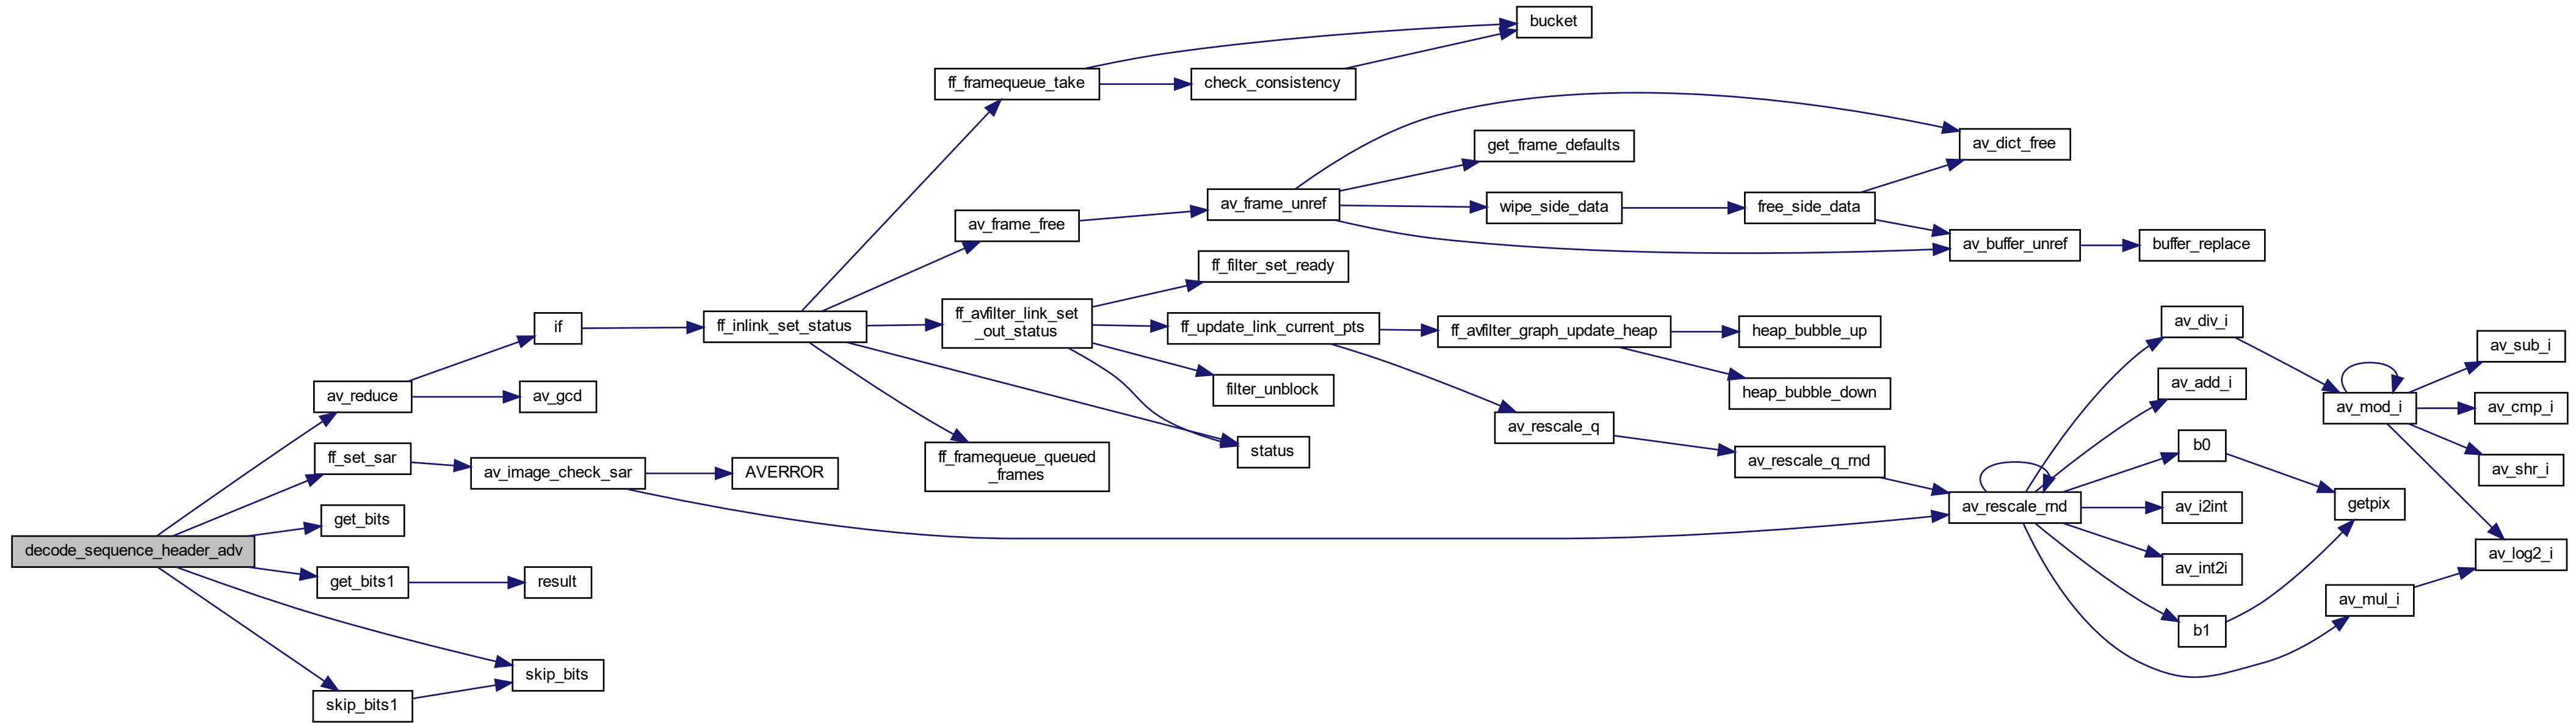 bucket
ff_framequeue_take
check_consistency
get_frame_defaults
av_dict_free
av_frame_free
av_frame_unref
wipe_side_data
free_side_data
av_buffer_unref
buffer_replace
ff_filter_set_ready
if
ff_inlink_set_status
ff_avfilter_link_set
_out_status
ff_update_link_current_pts
ff_avfilter_graph_update_heap
heap_bubble_up
av_div_i
av_sub_i
av_reduce
av_gcd
filter_unblock
heap_bubble_down
av_add_i
av_mod_i
av_cmp_i
av_rescale_q
ff_set_sar
av_image_check_sar
AVERROR
ff_framequeue_queued
_frames
status
av_rescale_q_rnd
b0
av_shr_i
get_bits
av_rescale_rnd
av_i2int
getpix
decode_sequence_header_adv
av_log2_i
get_bits1
result
av_int2i
av_mul_i
b1
skip_bits
skip_bits1